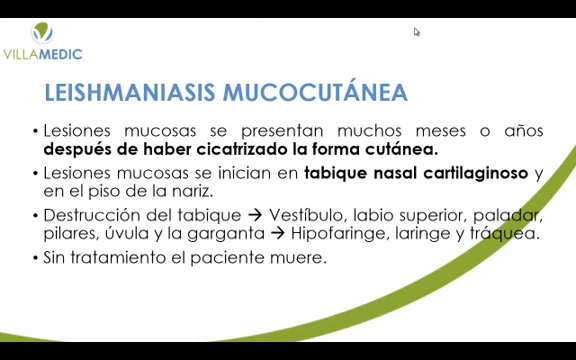 VILLAMEDIC
LEISHMANIASIS MUCOCUTÁNEA
• Lesiones mucosas se presentan muchos meses o años
después de haber cicatrizado la forma cutánea.
• Lesiones mucosas se inician en tabique nasal cartilaginoso y
en el piso de la nariz.
• Destrucción del tabique → Vestíbulo, labio superior, paladar,
pilares, úvula y la garganta → Hipofaringe, laringe y tráquea.
• Sin tratamiento el paciente muere.